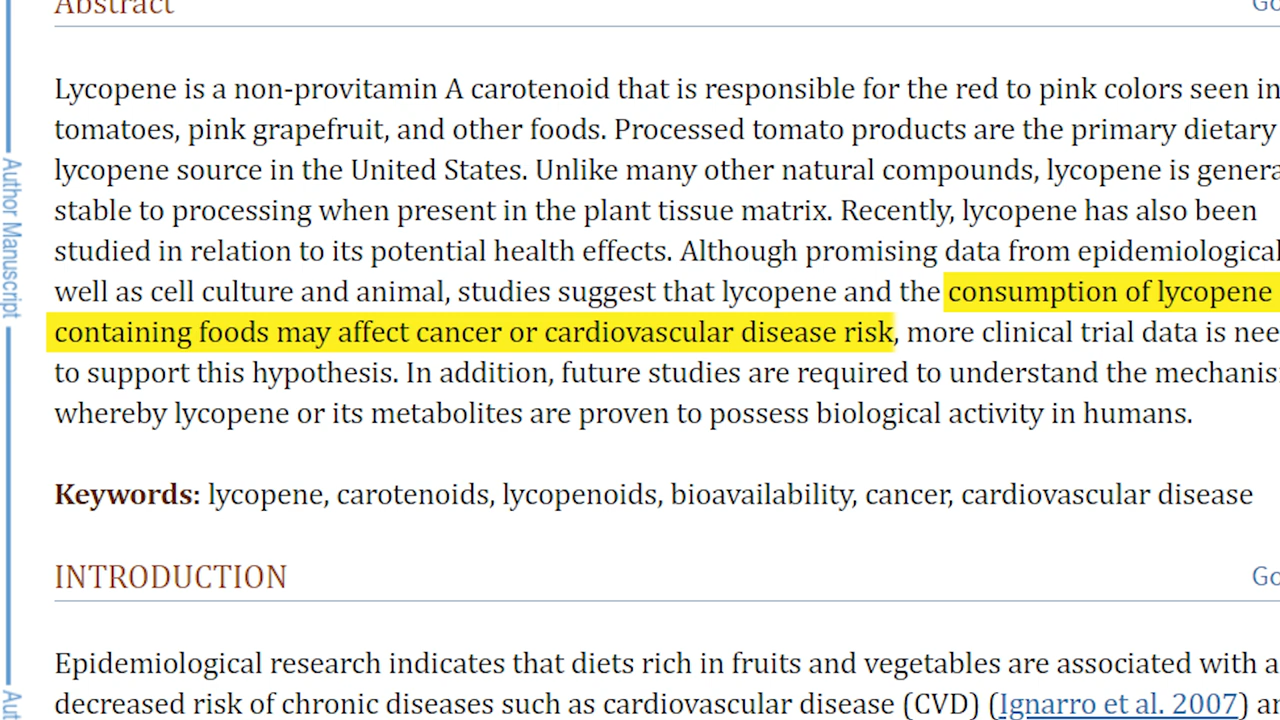 Abstract
Go
Lycopene is a non-provitamin A carotenoid that is responsible for the red to pink colors seen in
tomatoes, pink grapefruit, and other foods. Processed tomato products are the primary dietary
lycopene source in the United States. Unlike many other natural compounds, lycopene is genera
stable to processing when present in the plant tissue matrix. Recently, lycopene has also been
studied in relation to its potential health effects. Although promising data from epidemiological
well as cell culture and animal, studies suggest that lycopene and the consumption of lycopene
containing foods may affect cancer or cardiovascular disease risk, more clinical trial data is nee
to support this hypothesis. In addition, future studies are required to understand the mechanis
whereby lycopene or its metabolites are proven to possess biological activity in humans.
Keywords: lycopene, carotenoids, lycopenoids, bioavailability, cancer, cardiovascular disease
INTRODUCTION
Go
Epidemiological research indicates that diets rich in fruits and vegetables are associated with a
decreased risk of chronic diseases such as cardiovascular disease (CVD) (Ignarro et al. 2007) an
Author Manuscript
Aut